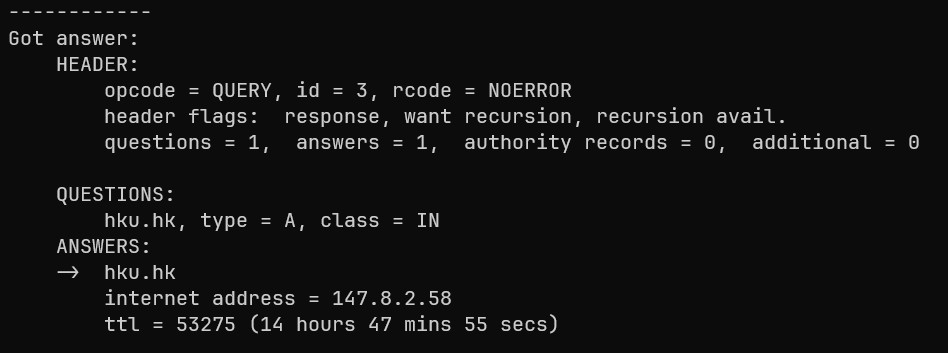 ------------
Got answer:
    HEADER:
        opcode = QUERY, id = 3, rcode = NOERROR
        header flags:  response, want recursion, recursion avail.
        questions = 1,  answers = 1,  authority records = 0,  additional = 0

    QUESTIONS:
        hku.hk, type = A, class = IN
    ANSWERS:
    ->  hku.hk
        internet address = 147.8.2.58
        ttl = 53275 (14 hours 47 mins 55 secs)